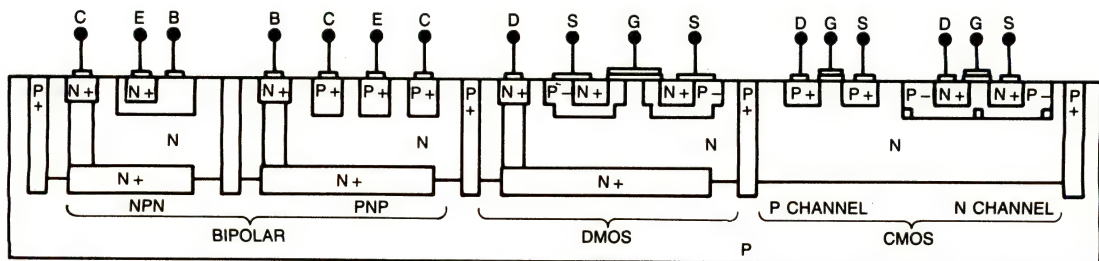 C E B B C E C D S G S D G S D G S
P+ N+ N+ N+ P+ P+ P+ P+ N+ P- N+ N+ P- P+ P+ P+ P- N+ N+ P- P+
N N N N
N+ N+ N+
NPN PNP P CHANNEL N CHANNEL
BIPOLAR DMOS CMOS
P